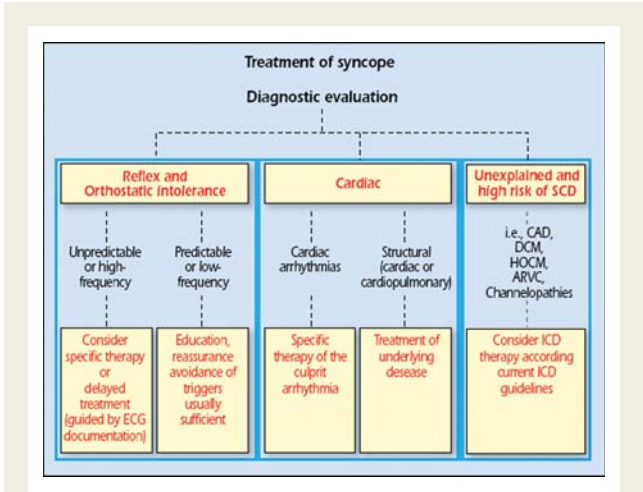 Treatment of syncope
Diagnostic evaluation
Reflex and
Orthostatic intolerance
Cardiac
Unexplained and
high risk of SCD
Unpredictable
or high-
frequency
Predictable
or low-
frequency
Cardiac
arrhythmias
Structural
(cardiac or
cardiopulmonary)
i.e., CAD,
DCM,
HOCM,
ARVC,
Channelopathies
Consider
specific therapy
or
delayed
treatment
(guided by ECG
documentation)
Education,
reassurance
avoidance of
triggers
usually
sufficient
Specific
therapy of the
culprit
arrhythmia
Treatment of
underlying
desease
Consider ICD
therapy according
current ICD
guidelines